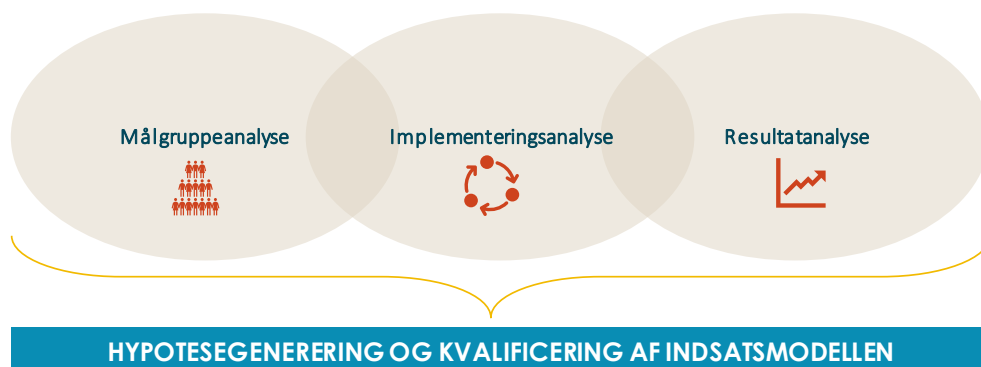 Målgruppeanalyse
Implementeringsanalyse
Resultatanalyse
HYPOTESEGENERERING OG KVALIFICERING AF INDSATSMODELLEN